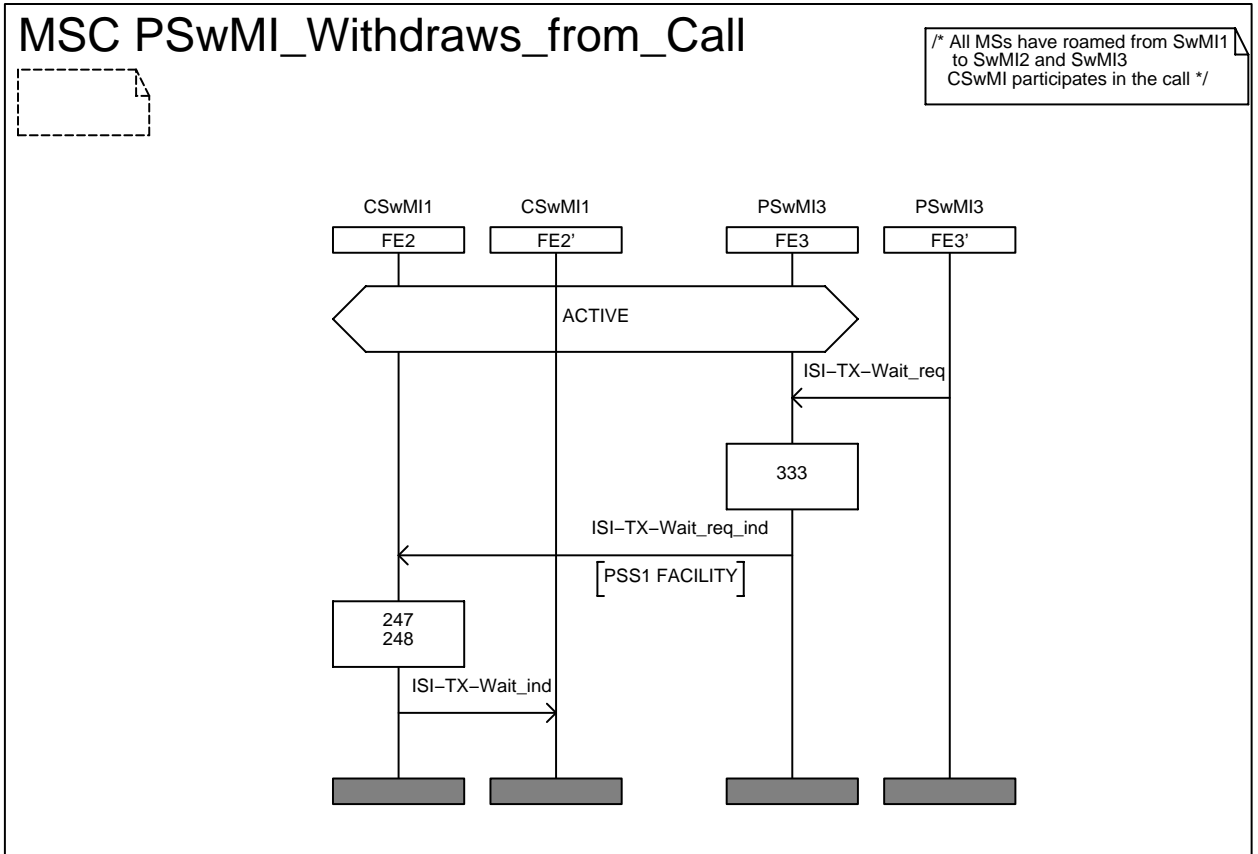 MSC PSwMI_Withdraws_from_Call
/* All MSs have roamed from SwMI1
to SwMI2 and SwMI3
CSwMI participates in the call */
CSwMI1 CSwMI1 PSwMI3 PSwMI3
FE2 FE2' FE3 FE3'
ACTIVE
ISI−TX−Wait_req
333
ISI−TX−Wait_req_ind
[PSS1 FACILITY]
247
248
ISI−TX−Wait_ind